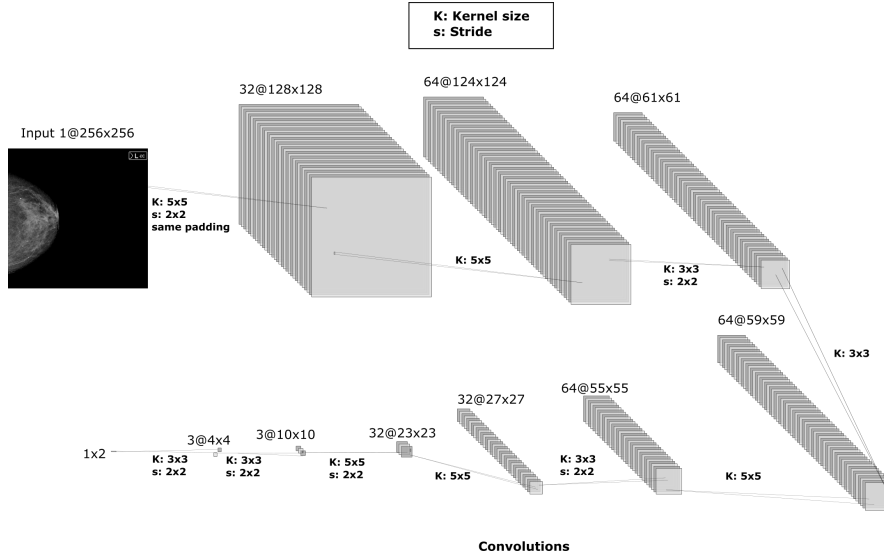 K: Kernel size
s: Stride
32@128x128
64@124x124
64@61x61
Input 1@256x256
K: 5x5
s: 2x2
same padding
K: 5x5
K: 3x3
s: 2x2
64@59x59
K: 3x3
1x2
3@4x4
3@10x10
32@23x23
32@27x27
64@55x55
K: 3x3
s: 2x2
K: 3x3
s: 2x2
K: 5x5
s: 2x2
K: 5x5
K: 3x3
s: 2x2
K: 5x5
Convolutions